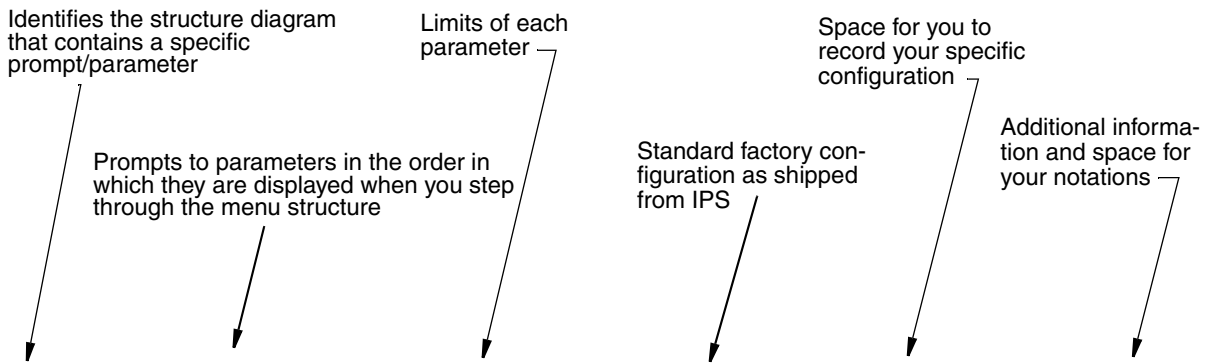 Identifies the structure diagram
that contains a specific
prompt/parameter
Limits of each
parameter
Space for you to
record your specific
configuration
Additional informa-
tion and space for
your notations
Prompts to parameters in the order in
which they are displayed when you step
through the menu structure
Standard factory con-
figuration as shipped
from IPS